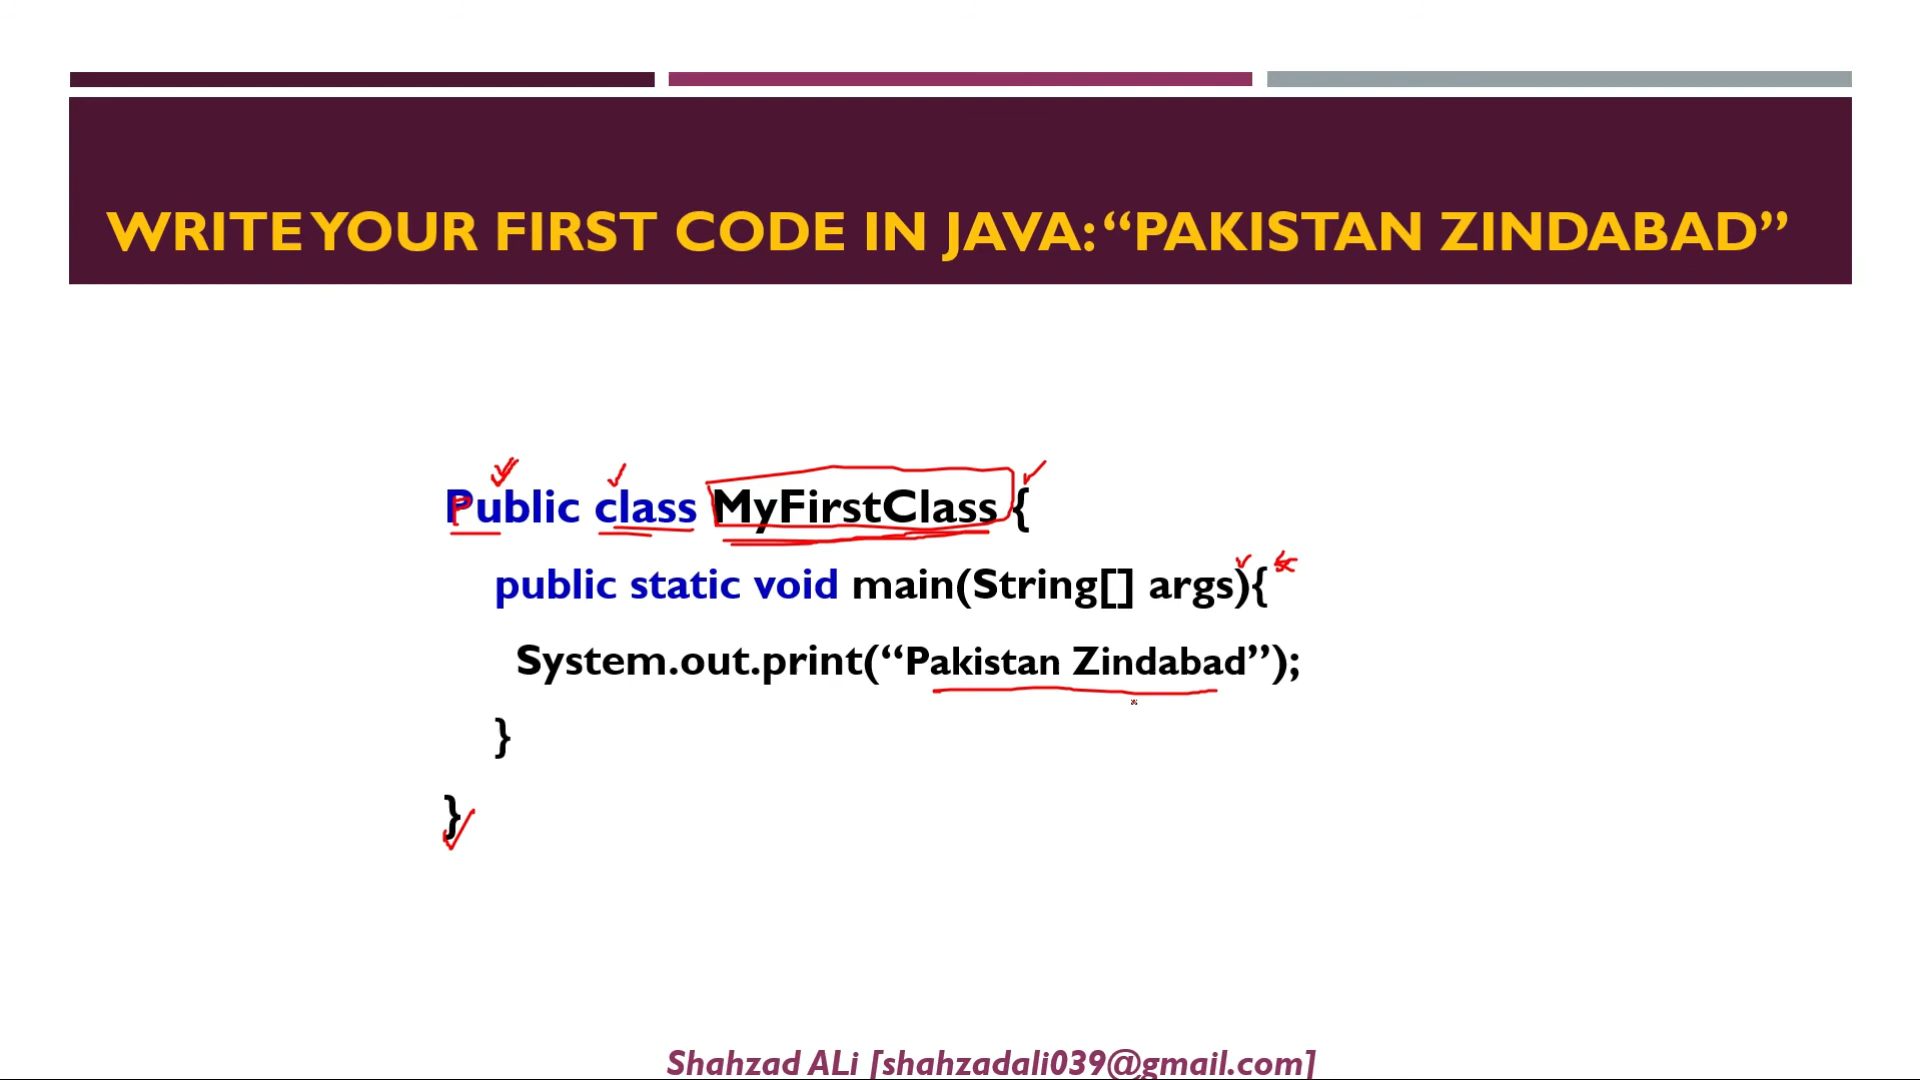 WRITE YOUR FIRST CODE IN JAVA: “PAKISTAN ZINDABAD”
Public class MyFirstClass {
public static void main(String[] args){
System.out.print(“Pakistan Zindabad”);
}
}
Shahzad ALi [shahzadali039@gmail.com]